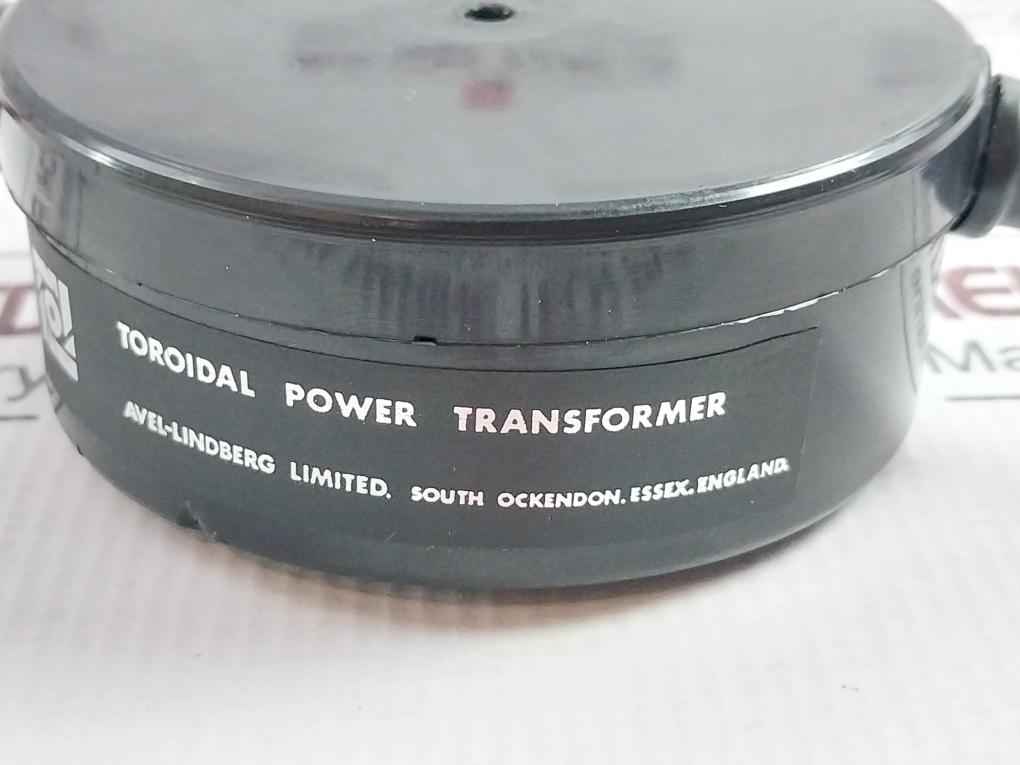 TOROIDAL POWER TRANSFORMER
AVEL-LINDBERG LIMITED. SOUTH OCKENDON. ESSEX. ENGLAND.